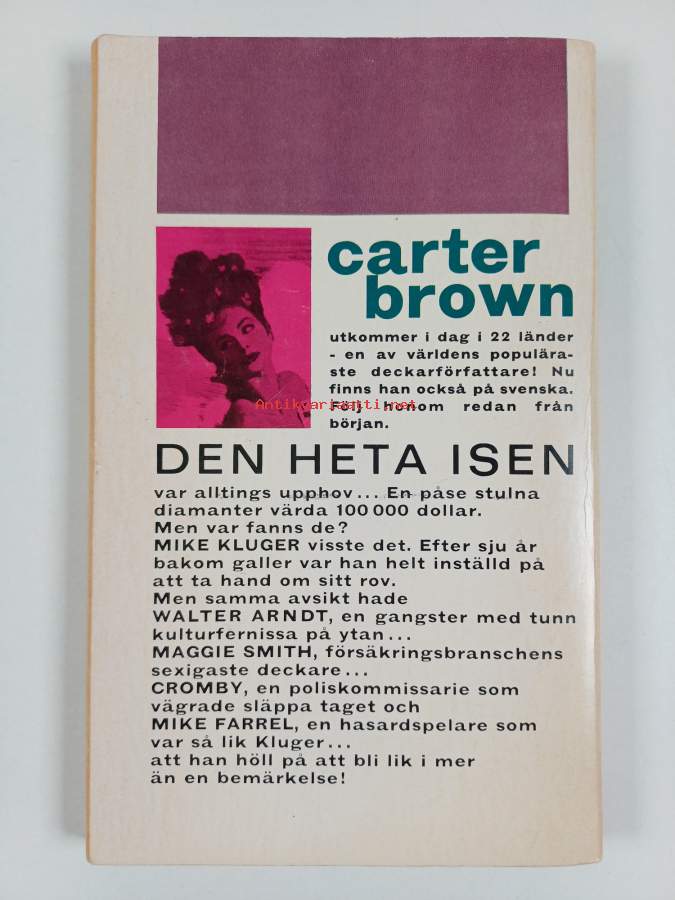 carter
brown
utkommer i dag i 22 länder
- en av världens populära-
ste deckarförfattare! Nu
finns han också på svenska.
Följ honom redan från
början.
Antikvariaatti.net
DEN HETA ISEN
var alltings upphov... En påse stulna
diamanter värda 100 000 dollar.
Men var fanns de?
MIKE KLUGER visste det. Efter sju år
bakom galler var han helt inställd på
att ta hand om sitt rov.
Men samma avsikt hade
WALTER ARNDT, en gangster med tunn
kulturfernissa på ytan...
MAGGIE SMITH, försäkringsbranschens
sexigaste deckare...
CROMBY, en poliskommissarie som
vägrade släppa taget och
MIKE FARREL, en hasardspelare som
var så lik Kluger...
att han höll på att bli lik i mer
än en bemärkelse!